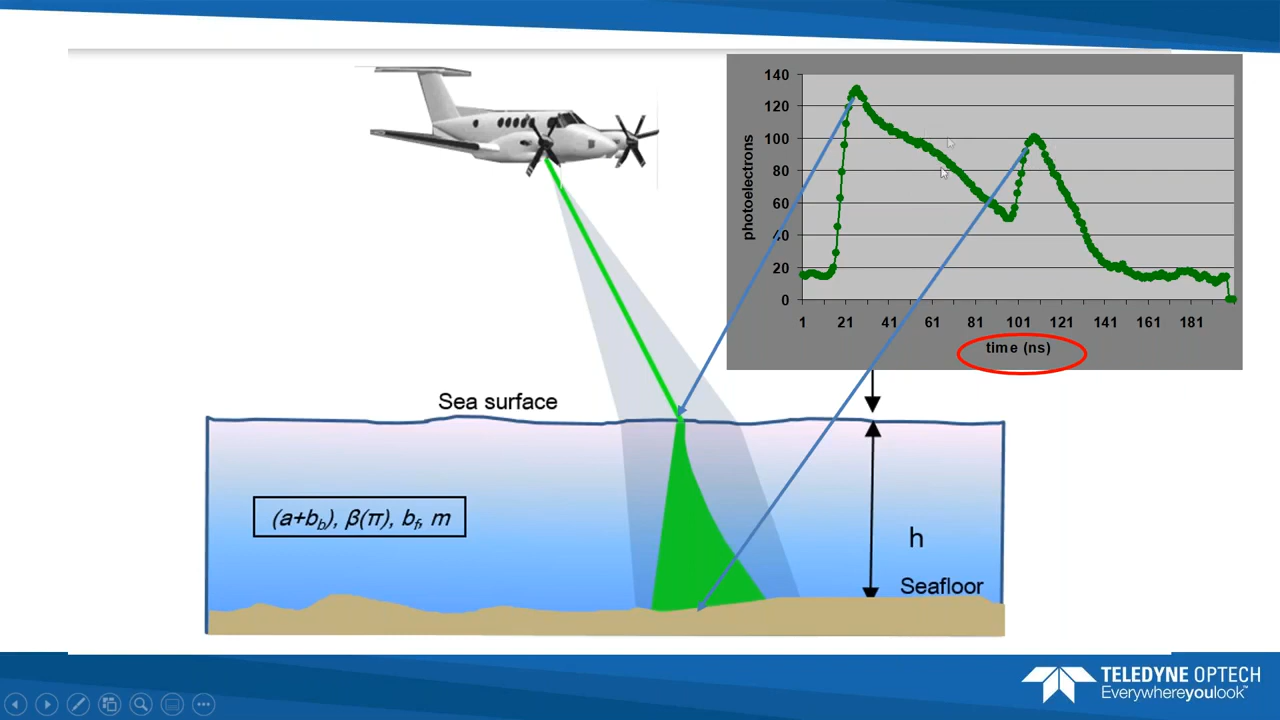 140
120
100
80
60
40
20
0
photoelectrons
1 21 41 61 81 101 121 141 161 181
time (ns)
Sea surface
(a+b_b), β(π), b_f, m
h
Seafloor
TELEDYNE OPTECH
Everywhereyoulook™